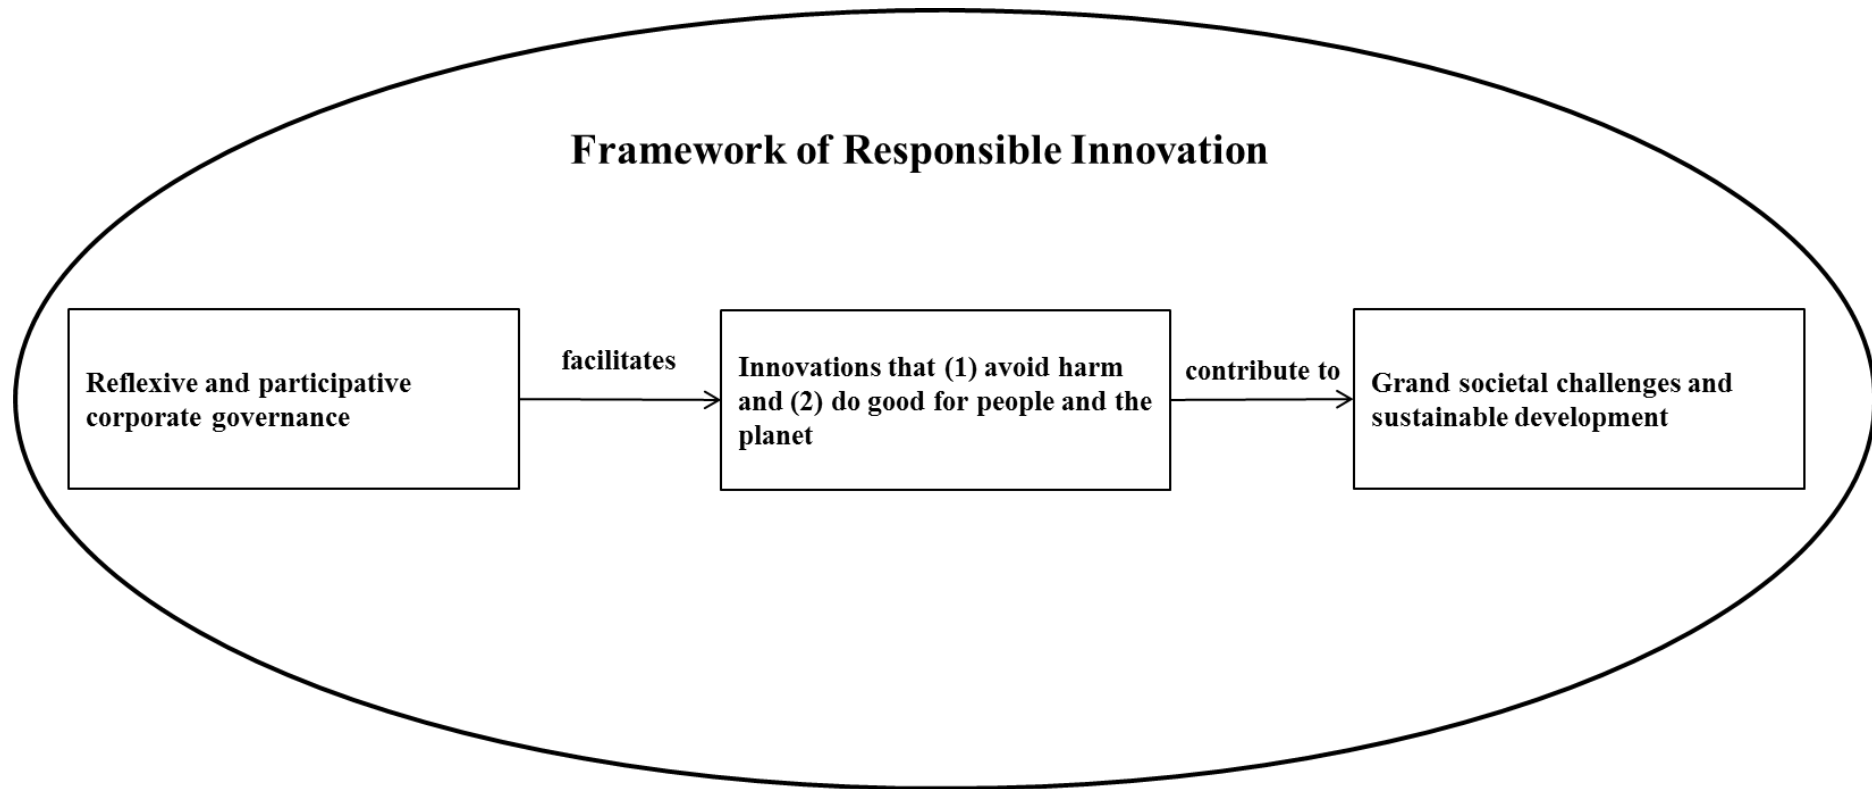 Framework of Responsible Innovation
Reflexive and participative
corporate governance
facilitates
Innovations that (1) avoid harm
and (2) do good for people and the
planet
contribute to
Grand societal challenges and
sustainable development